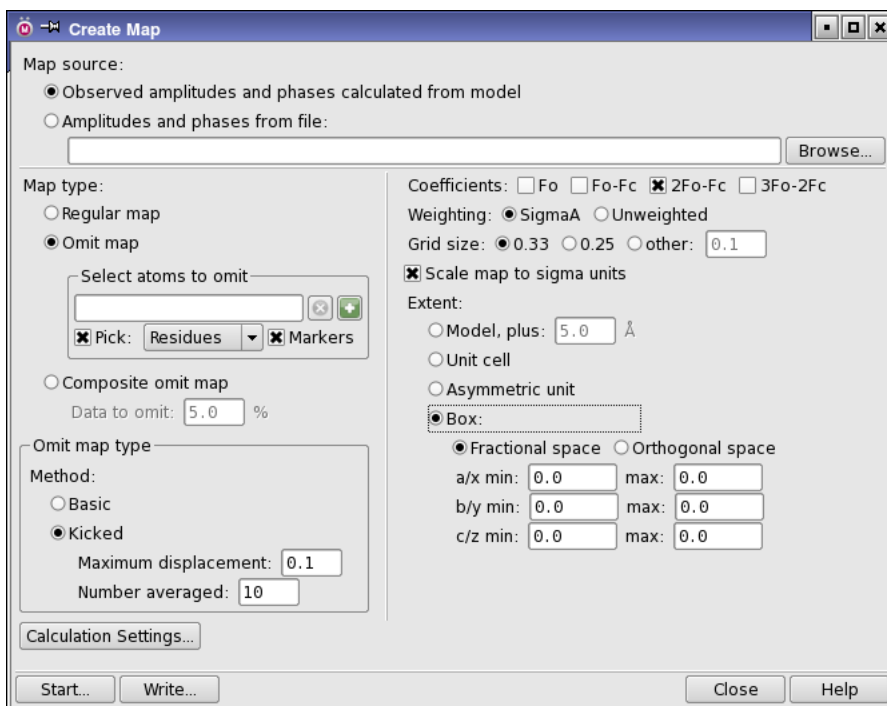 Create Map
Map source:
Observed amplitudes and phases calculated from model
Amplitudes and phases from file:
Browse...
Map type:
Regular map
Omit map
Select atoms to omit
Pick: Residues Markers
Composite omit map
Data to omit: 5.0 %
Omit map type
Method:
Basic
Kicked
Maximum displacement: 0.1
Number averaged: 10
Calculation Settings...
Coefficients: Fo Fo-Fc 2Fo-Fc 3Fo-2Fc
Weighting: SigmaA Unweighted
Grid size: 0.33 0.25 other: 0.1
Scale map to sigma units
Extent:
Model, plus: 5.0 Å
Unit cell
Asymmetric unit
Box:
Fractional space Orthogonal space
a/x min: 0.0 max: 0.0
b/y min: 0.0 max: 0.0
c/z min: 0.0 max: 0.0
Start... Write... Close Help